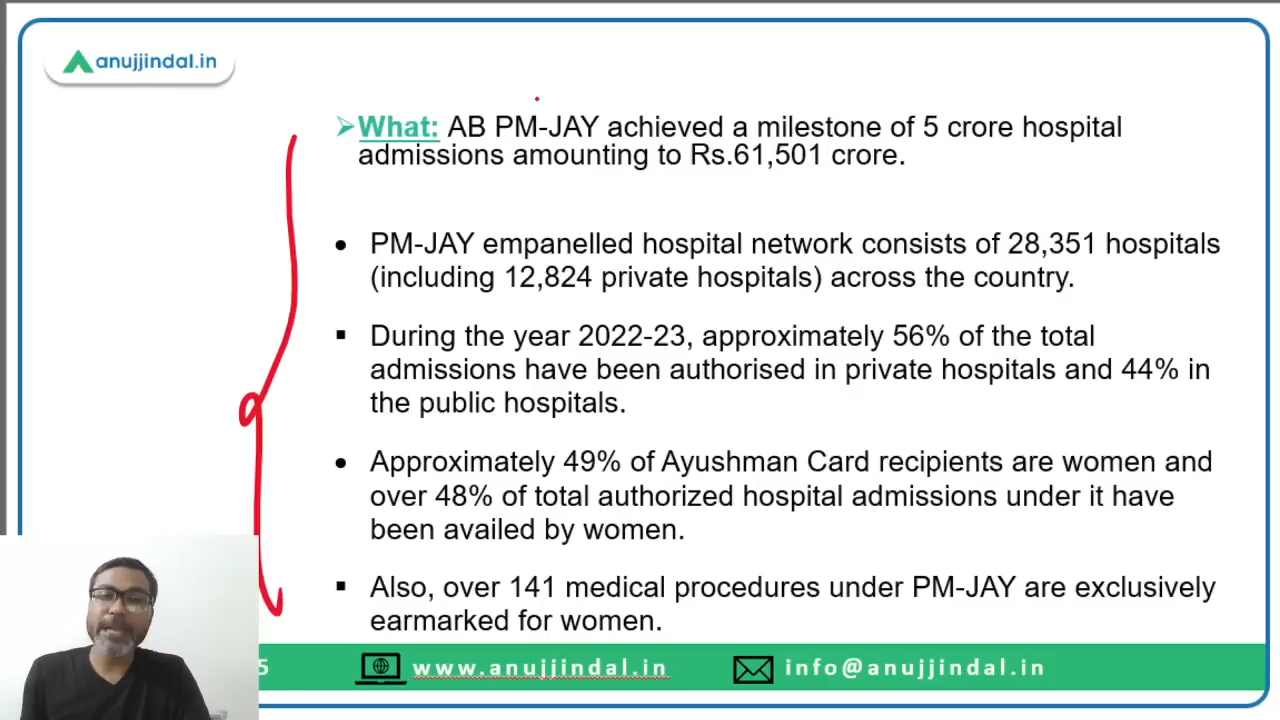 anujjindal.in
What: AB PM-JAY achieved a milestone of 5 crore hospital
admissions amounting to Rs.61,501 crore.
PM-JAY empanelled hospital network consists of 28,351 hospitals
(including 12,824 private hospitals) across the country.
During the year 2022-23, approximately 56% of the total
admissions have been authorised in private hospitals and 44% in
the public hospitals.
Approximately 49% of Ayushman Card recipients are women and
over 48% of total authorized hospital admissions under it have
been availed by women.
Also, over 141 medical procedures under PM-JAY are exclusively
earmarked for women.
5 www.anujjindal.in info@anujjindal.in